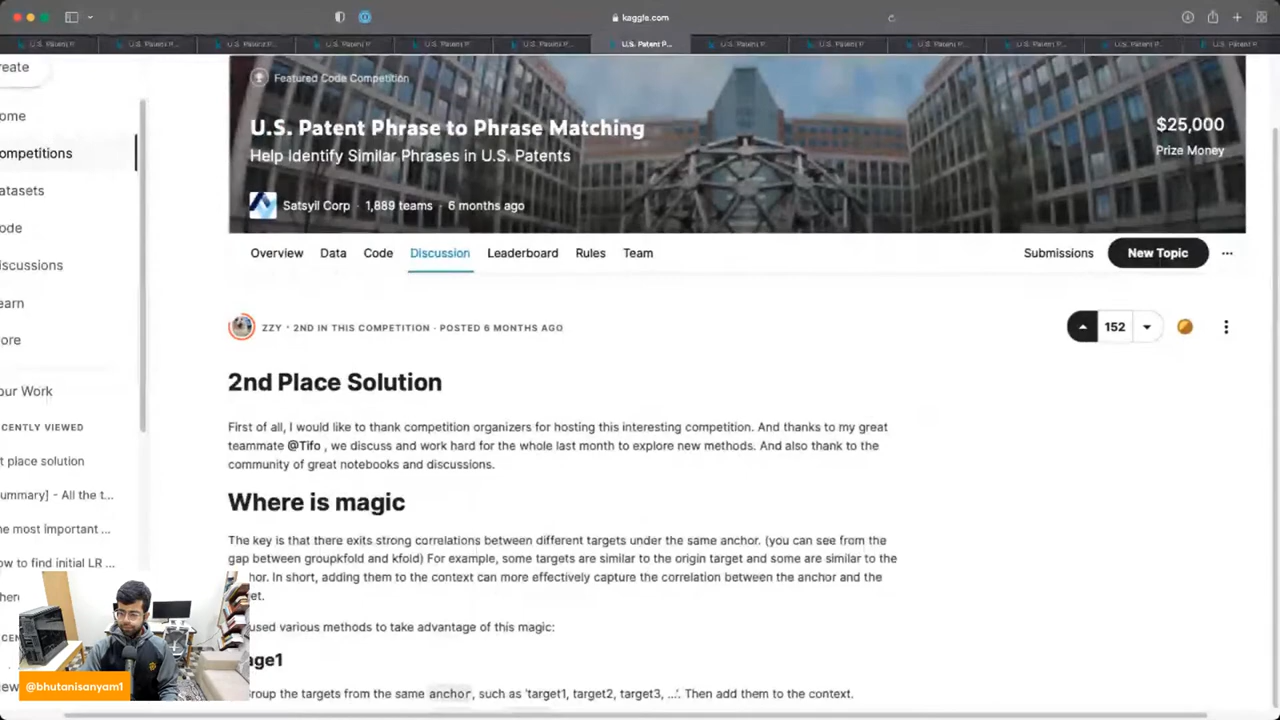 kaggle.com
U.S. Patent P...
reate
ome
ompetitions
atasets
ode
iscussions
earn
ore
our Work
CENTLY VIEWED
t place solution
ummary] - All the t...
he most important ...
ow to find initial LR ...
Featured Code Competition
U.S. Patent Phrase to Phrase Matching
Help Identify Similar Phrases in U.S. Patents
$25,000
Prize Money
Satsyil Corp · 1,889 teams · 6 months ago
Overview Data Code Discussion Leaderboard Rules Team Submissions New Topic
ZZY · 2ND IN THIS COMPETITION · POSTED 6 MONTHS AGO
152
2nd Place Solution
First of all, I would like to thank competition organizers for hosting this interesting competition. And thanks to my great
teammate @Tifo , we discuss and work hard for the whole last month to explore new methods. And also thank to the
community of great notebooks and discussions.
Where is magic
The key is that there exits strong correlations between different targets under the same anchor. (you can see from the
gap between groupkfold and kfold) For example, some targets are similar to the origin target and some are similar to the
hor. In short, adding them to the context can more effectively capture the correlation between the anchor and the
et.
used various methods to take advantage of this magic:
age1
Group the targets from the same anchor, such as 'target1, target2, target3, ...'. Then add them to the context.
@bhutanisanyam1